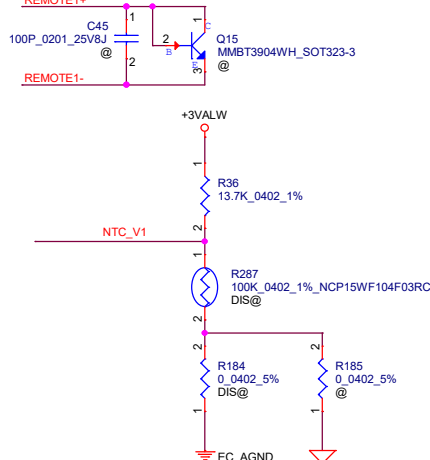 REMOTE1+
1
C45
100P_0201_25V8J
@
2
1
C
2
B
E
3
Q15
MMBT3904WH_SOT323-3
@
REMOTE1-
+3VALW
1
R36
13.7K_0402_1%
2
NTC_V1
1
R287
100K_0402_1%_NCP15WF104F03RC
DIS@
2
2
R184
0_0402_5%
DIS@
1
2
R185
0_0402_5%
@
1
EC_AGND